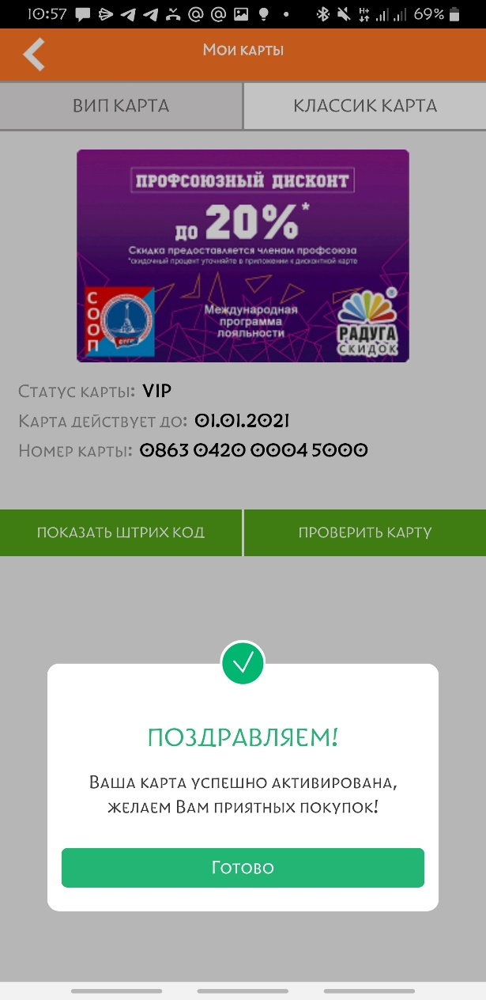 10:57
69%
Мои карты
ВИП КАРТА
КЛАССИК КАРТА
ПРОФСОЮЗНЫЙ ДИСКОНТ
до 20%*
Скидка предоставляется членам профсоюза
*скидочный процент уточняйте в приложении к дисконтной карте
СООП
Международная
программа
лояльности
РАДУГА
СКИДОК
Статус карты: VIP
Карта действует до: 01.01.2021
Номер карты: 0863 0420 0004 5000
ПОКАЗАТЬ ШТРИХ КОД
ПРОВЕРИТЬ КАРТУ
ПОЗДРАВЛЯЕМ!
Ваша карта успешно активирована,
желаем Вам приятных покупок!
Готово